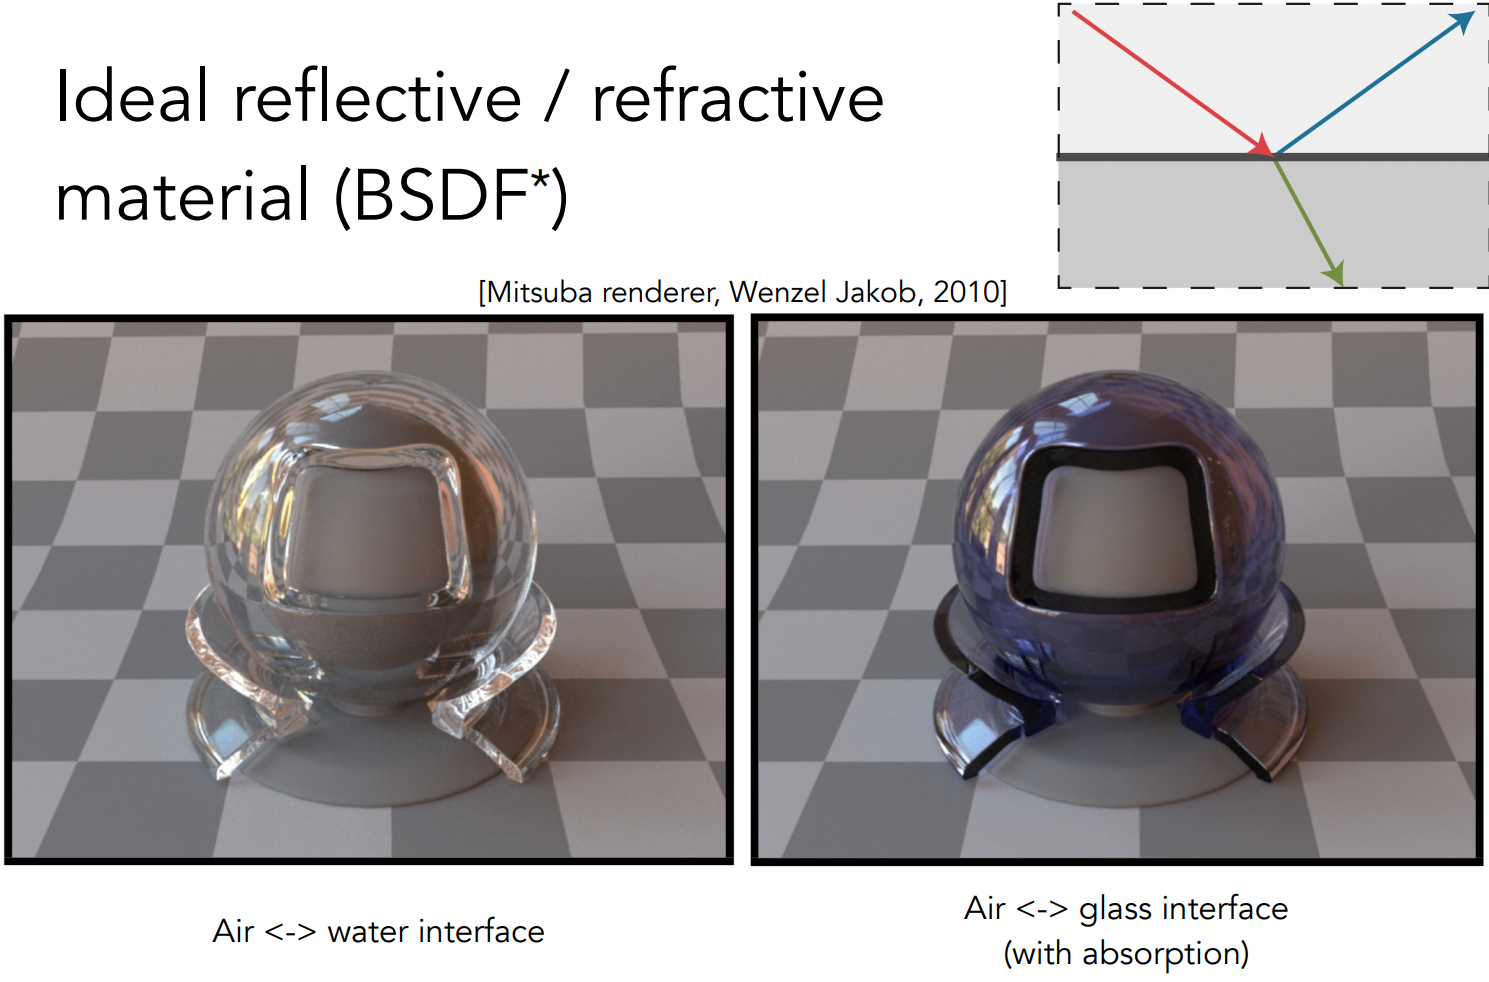 Ideal reflective / refractive
material (BSDF*)
[Mitsuba renderer, Wenzel Jakob, 2010]
Air <-> water interface
Air <-> glass interface
(with absorption)